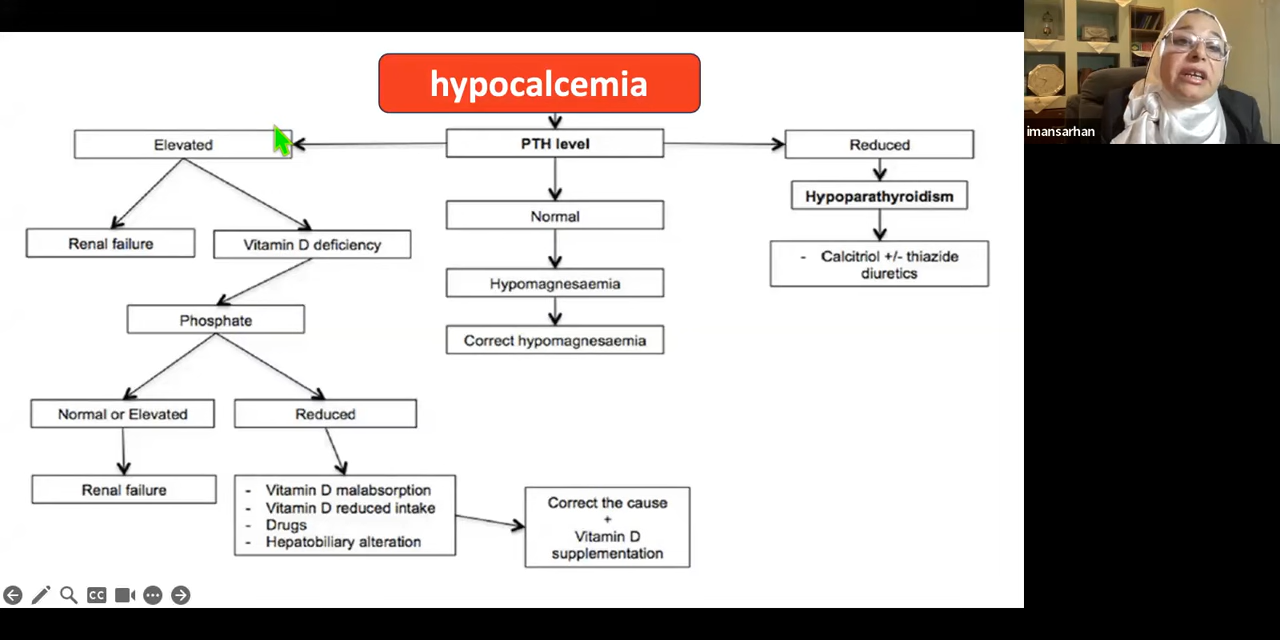 hypocalcemia
imansarhan
Elevated
PTH level
Reduced
Hypoparathyroidism
Normal
- Calcitriol +/- thiazide
diuretics
Renal failure
Vitamin D deficiency
Hypomagnesaemia
Phosphate
Correct hypomagnesaemia
Normal or Elevated
Reduced
Renal failure
- Vitamin D malabsorption
- Vitamin D reduced intake
- Drugs
- Hepatobiliary alteration
Correct the cause
+
Vitamin D
supplementation
CC